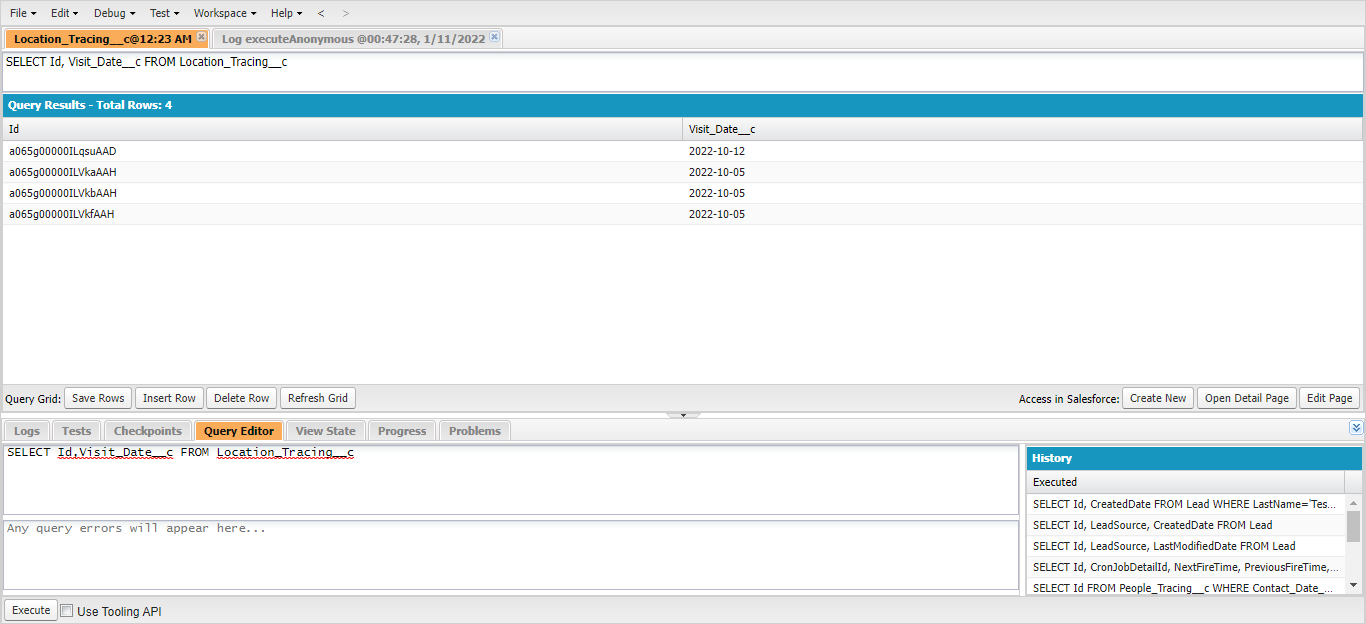 File Edit Debug Test Workspace Help < >
Location_Tracing__c@12:23 AM Log executeAnonymous @00:47:28, 1/11/2022
SELECT Id, Visit_Date__c FROM Location_Tracing__c
Query Results - Total Rows: 4
Id Visit_Date__c
a065g00000ILqsuAAD 2022-10-12
a065g00000ILVkaAAH 2022-10-05
a065g00000ILVkbAAH 2022-10-05
a065g00000ILVkfAAH 2022-10-05
Query Grid: Save Rows Insert Row Delete Row Refresh Grid Access in Salesforce: Create New Open Detail Page Edit Page
Logs Tests Checkpoints Query Editor View State Progress Problems
SELECT Id,Visit_Date__c FROM Location_Tracing__c
Any query errors will appear here...
History
Executed
SELECT Id, CreatedDate FROM Lead WHERE LastName='Tes...
SELECT Id, LeadSource, CreatedDate FROM Lead
SELECT Id, LeadSource, LastModifiedDate FROM Lead
SELECT Id, CronJobDetailId, NextFireTime, PreviousFireTime,...
SELECT Id FROM People_Tracing__c WHERE Contact_Date_...
Execute Use Tooling API